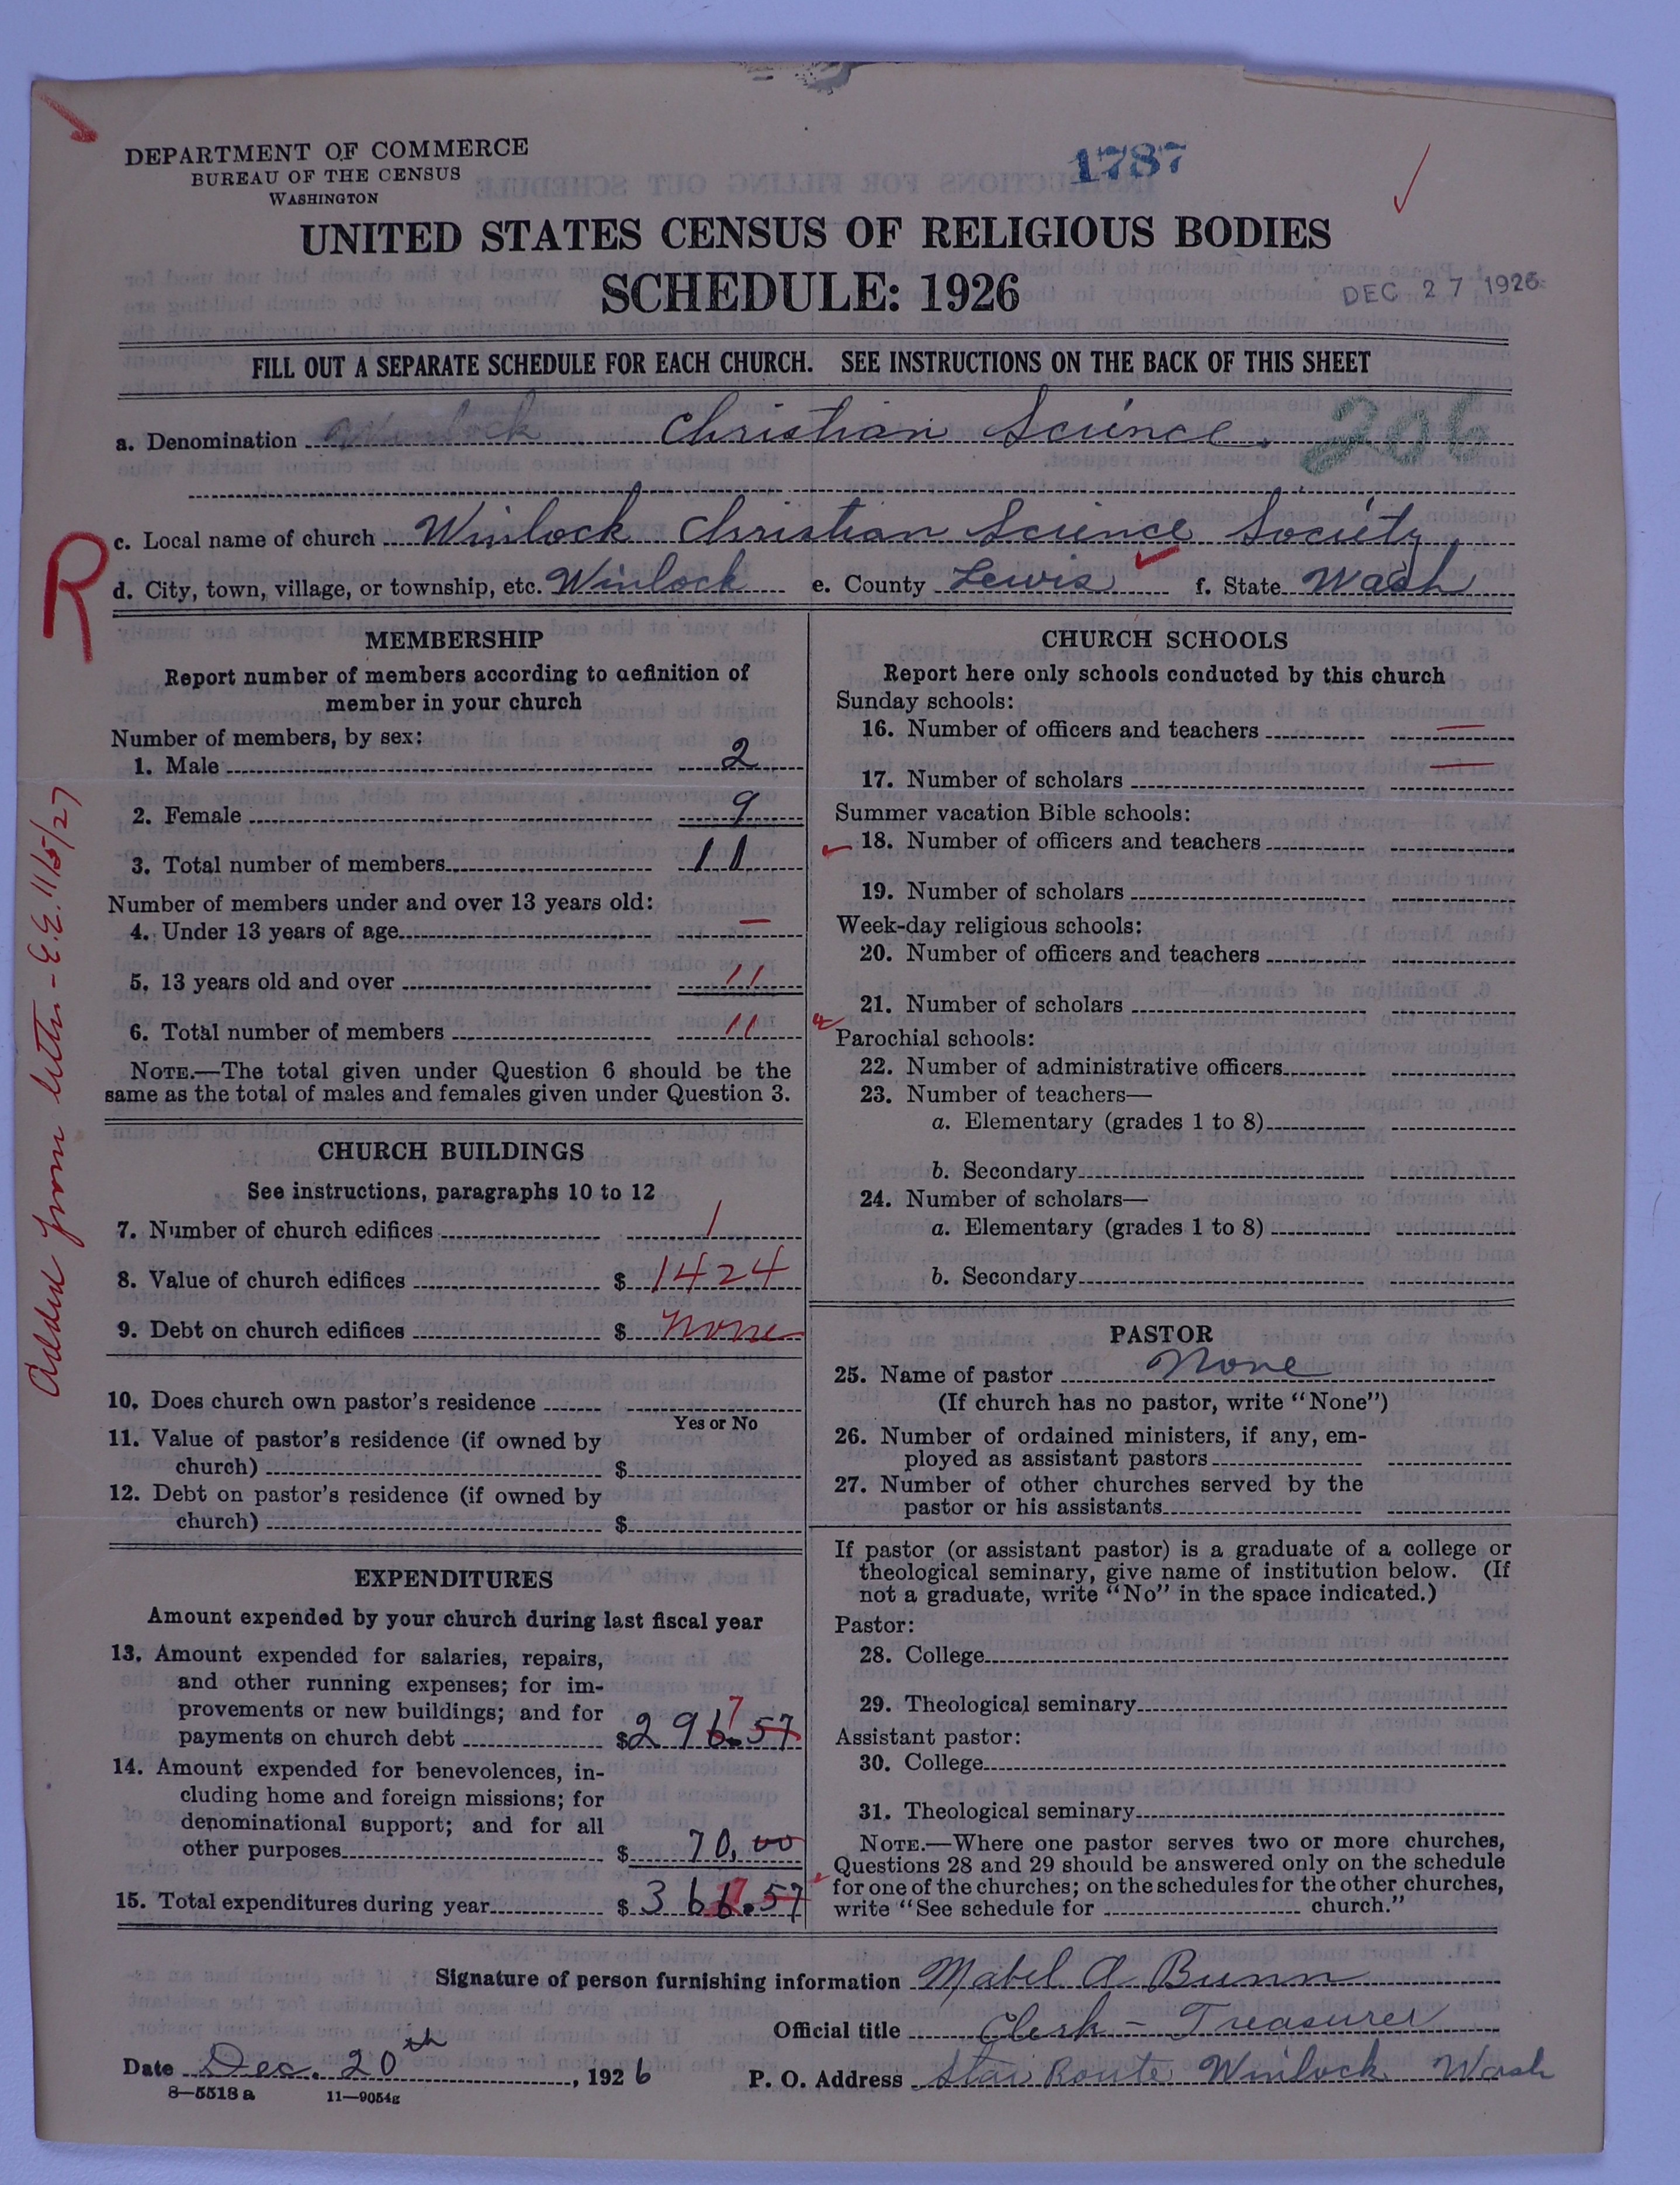 DEPARTMENT OF COMMERCE
BUREAU OF THE CENSUS
WASHINGTON
1787
UNITED STATES CENSUS OF RELIGIOUS BODIES
SCHEDULE: 1926
DEC 27 1926
FILL OUT A SEPARATE SCHEDULE FOR EACH CHURCH. SEE INSTRUCTIONS ON THE BACK OF THIS SHEET
a. Denomination Winlock Christian Science. 206
c. Local name of church Winlock Christian Science Society
R
d. City, town, village, or township, etc. Winlock e. County Lewis f. State Wash
MEMBERSHIP
Report number of members according to definition of
member in your church
Number of members, by sex:
1. Male 2
2. Female 9
3. Total number of members 11
Number of members under and over 13 years old:
4. Under 13 years of age —
5. 13 years old and over 11
6. Total number of members 11
NOTE.—The total given under Question 6 should be the
same as the total of males and females given under Question 3.
Added from letter - E.E. 11/5/27
CHURCH BUILDINGS
See instructions, paragraphs 10 to 12
7. Number of church edifices 1
8. Value of church edifices $ 1424
9. Debt on church edifices $ none
10. Does church own pastor's residence
Yes or No
11. Value of pastor's residence (if owned by
church) $
12. Debt on pastor's residence (if owned by
church) $
EXPENDITURES
Amount expended by your church during last fiscal year
13. Amount expended for salaries, repairs,
and other running expenses; for im-
provements or new buildings; and for
7
payments on church debt $ 296.57
14. Amount expended for benevolences, in-
cluding home and foreign missions; for
denominational support; and for all
other purposes $ 70.00
15. Total expenditures during year $ 366.57
CHURCH SCHOOLS
Report here only schools conducted by this church
Sunday schools:
16. Number of officers and teachers —
17. Number of scholars —
Summer vacation Bible schools:
18. Number of officers and teachers
19. Number of scholars
Week-day religious schools:
20. Number of officers and teachers
21. Number of scholars
Parochial schools:
22. Number of administrative officers
23. Number of teachers—
a. Elementary (grades 1 to 8)
b. Secondary
24. Number of scholars—
a. Elementary (grades 1 to 8)
b. Secondary
PASTOR
25. Name of pastor None
(If church has no pastor, write "None")
26. Number of ordained ministers, if any, em-
ployed as assistant pastors
27. Number of other churches served by the
pastor or his assistants
If pastor (or assistant pastor) is a graduate of a college or
theological seminary, give name of institution below. (If
not a graduate, write "No" in the space indicated.)
Pastor:
28. College
29. Theological seminary
Assistant pastor:
30. College
31. Theological seminary
NOTE.—Where one pastor serves two or more churches,
Questions 28 and 29 should be answered only on the schedule
for one of the churches; on the schedules for the other churches,
write "See schedule for church."
Signature of person furnishing information Mabel A Bunn
Official title Clerk - Treasurer
Date Dec. 20th, 1926 P. O. Address Star Route Winlock Wash
8—5518 a 11—9054g